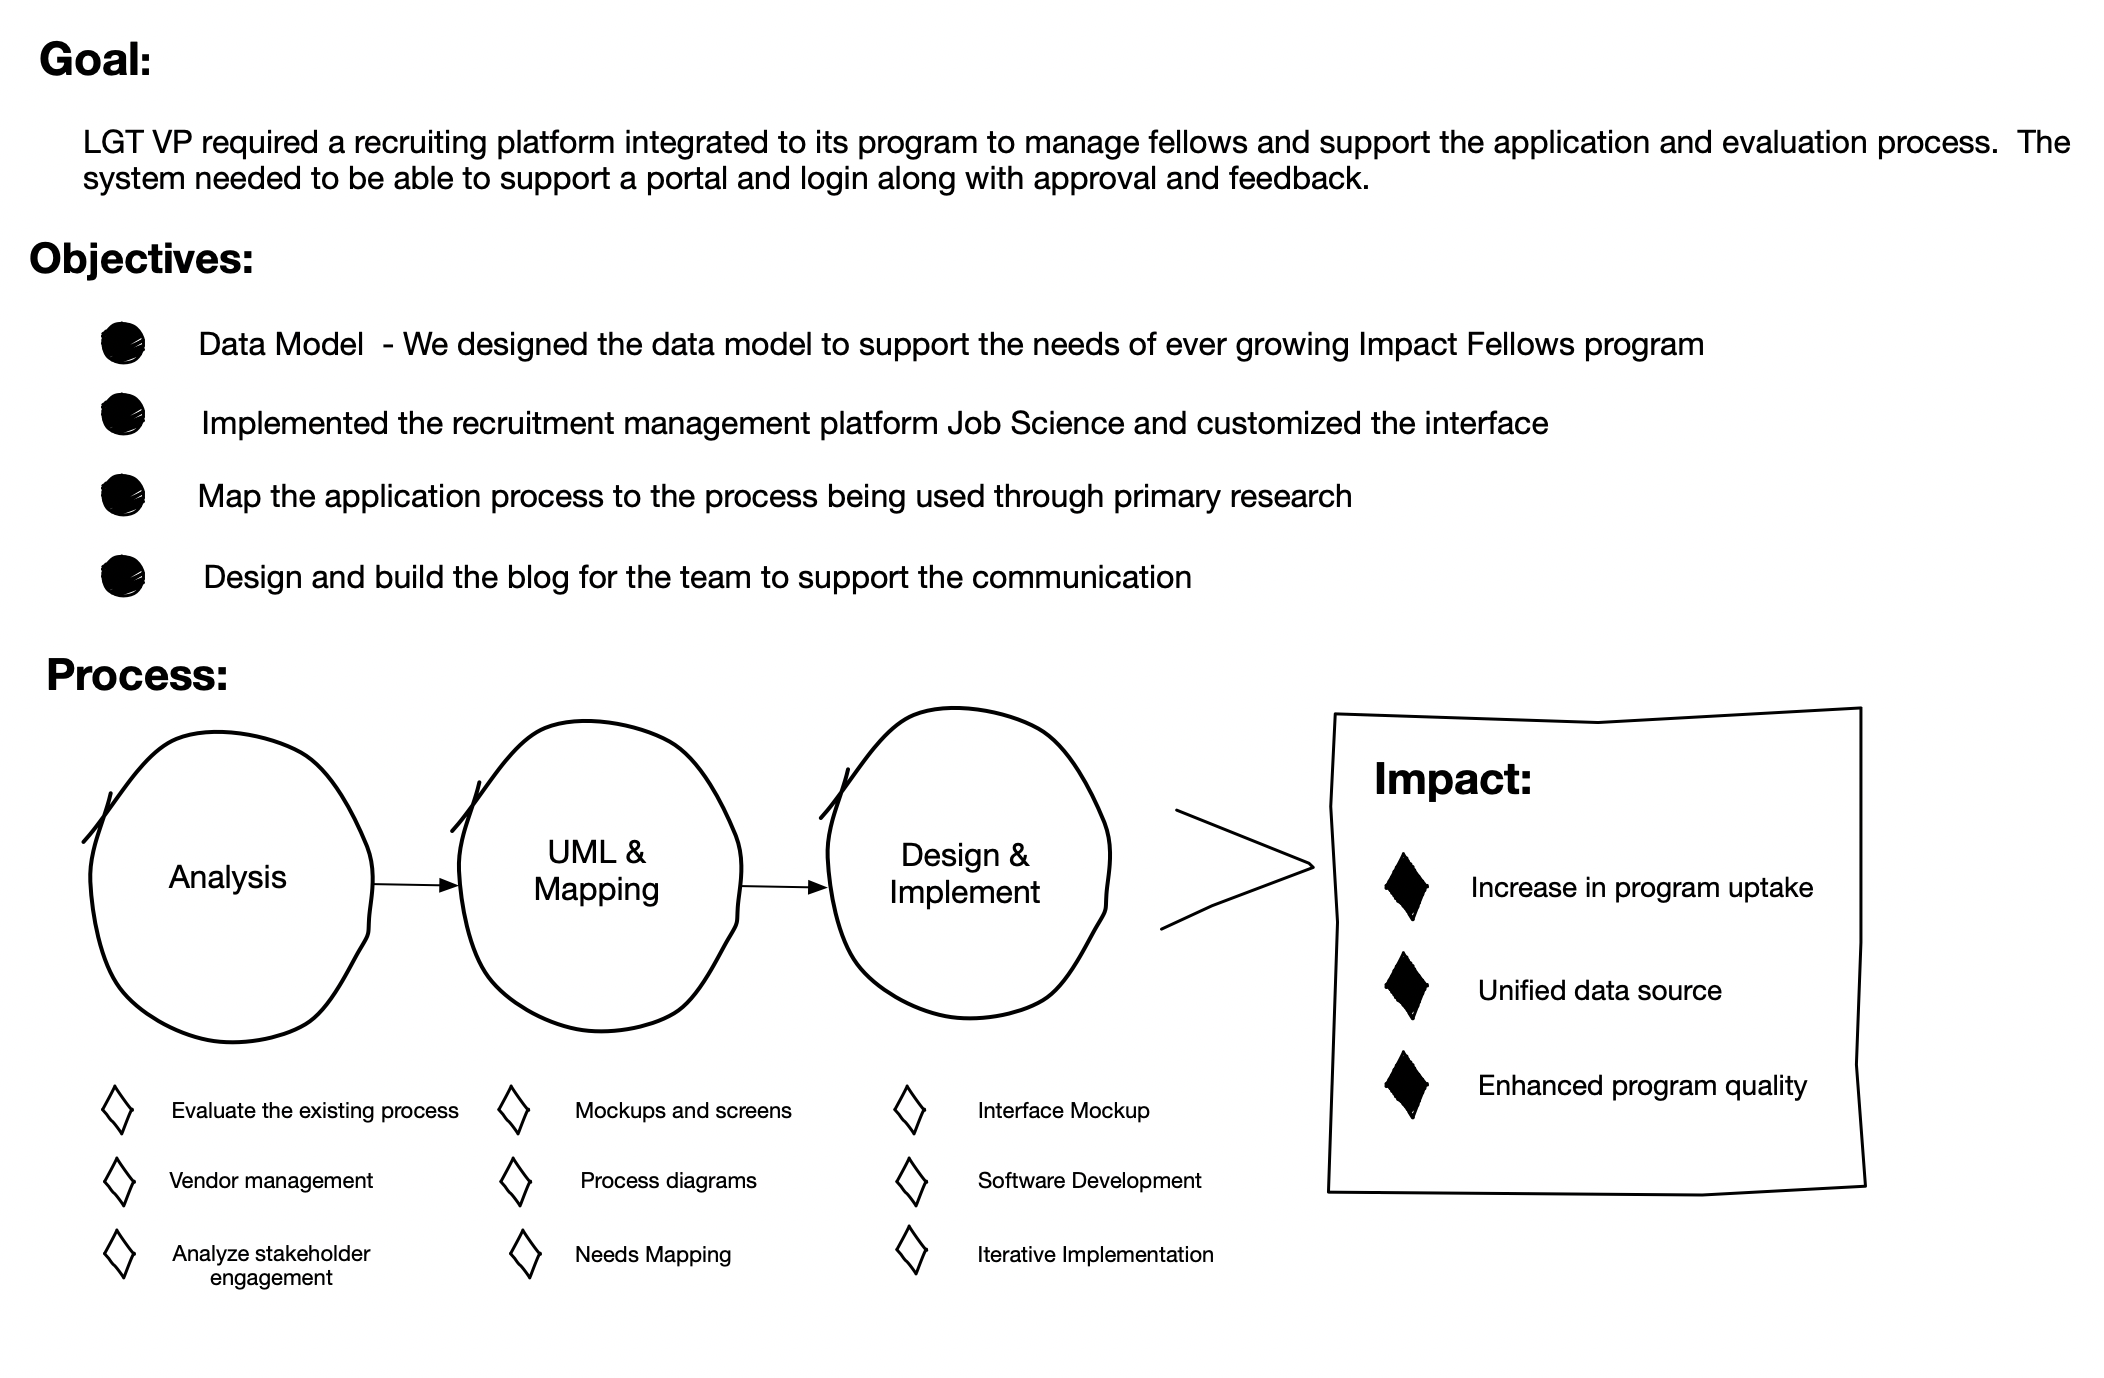 Goal:
LGT VP required a recruiting platform integrated to its program to manage fellows and support the application and evaluation process.  The
system needed to be able to support a portal and login along with approval and feedback.
Objectives:
Data Model  - We designed the data model to support the needs of ever growing Impact Fellows program
Implemented the recruitment management platform Job Science and customized the interface
Map the application process to the process being used through primary research
Design and build the blog for the team to support the communication
Process:
Analysis
UML &
Mapping
Design &
Implement
Evaluate the existing process
Vendor management
Analyze stakeholder
engagement
Mockups and screens
Process diagrams
Needs Mapping
Interface Mockup
Software Development
Iterative Implementation
Impact:
Increase in program uptake
Unified data source
Enhanced program quality